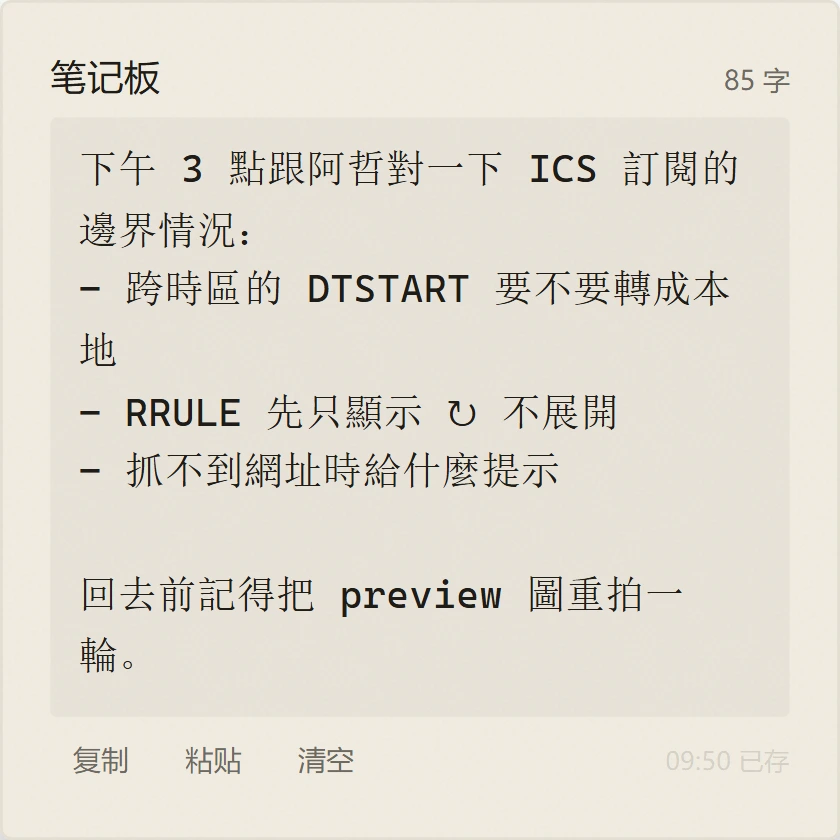 笔记板
85 字
下午 3 點跟阿哲對一下 ICS 訂閱的
邊界情況：
- 跨時區的 DTSTART 要不要轉成本
地
- RRULE 先只顯示 ↻ 不展開
- 抓不到網址時給什麼提示
回去前記得把 preview 圖重拍一
輪。
复制 粘贴 清空
09:50 已存